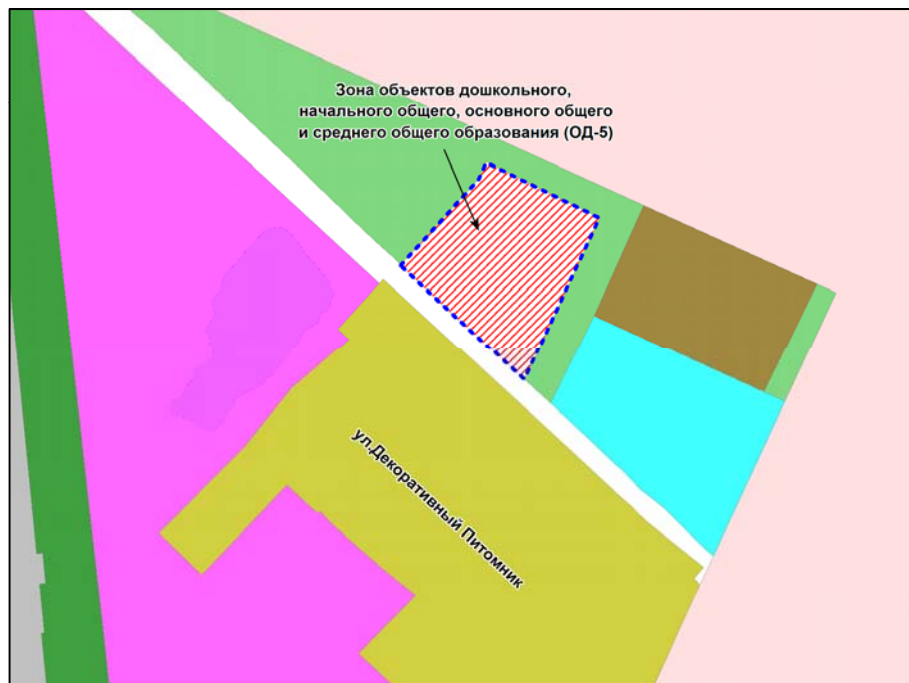 Зона объектов дошкольного,
начального общего, основного общего
и среднего общего образования (ОД-5)
ул.Декоративный Питомник